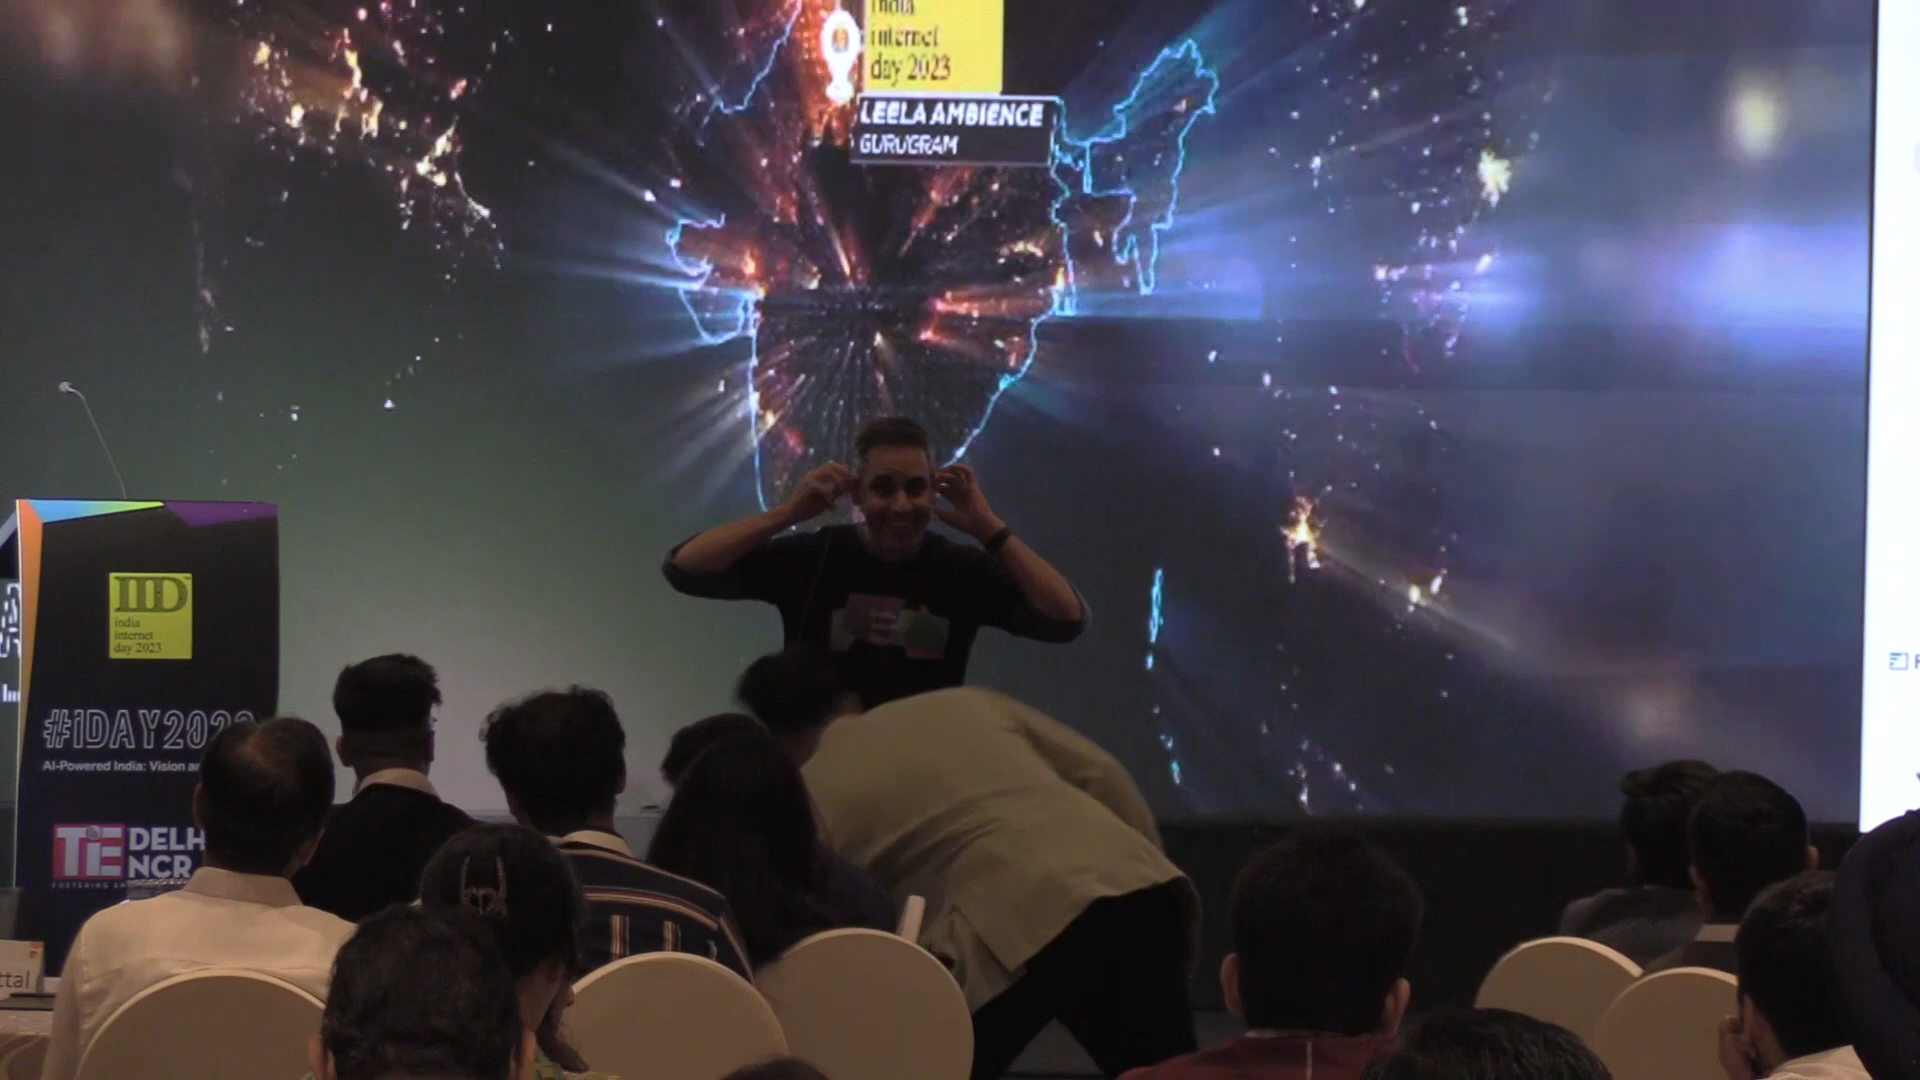 india
internet
day 2023
LEELA AMBIENCE
GURUGRAM
IID
india
internet
day 2023
#iDAY202
AI-Powered India: Vision a
TiE DELH
NCR
ttal